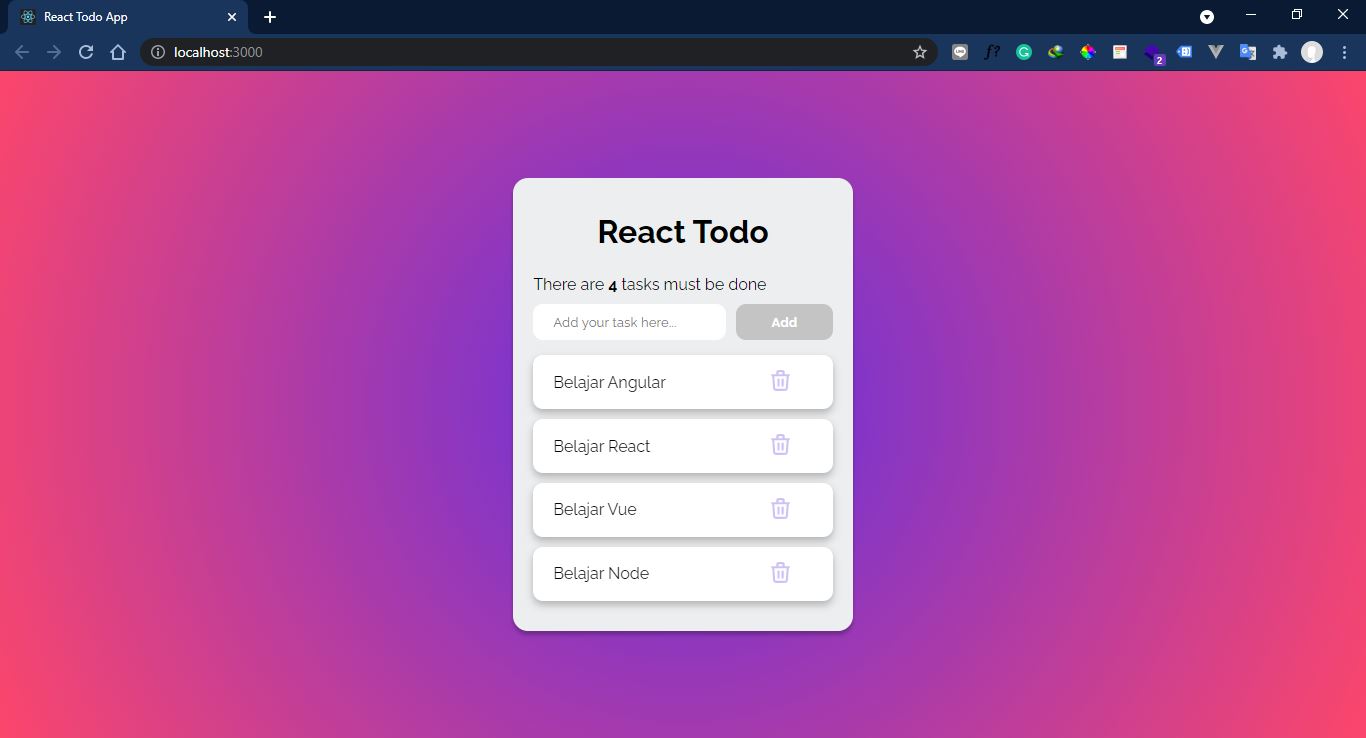 React Todo App
localhost:3000
f?
2
React Todo
There are 4 tasks must be done
Add your task here...
Add
Belajar Angular
Belajar React
Belajar Vue
Belajar Node